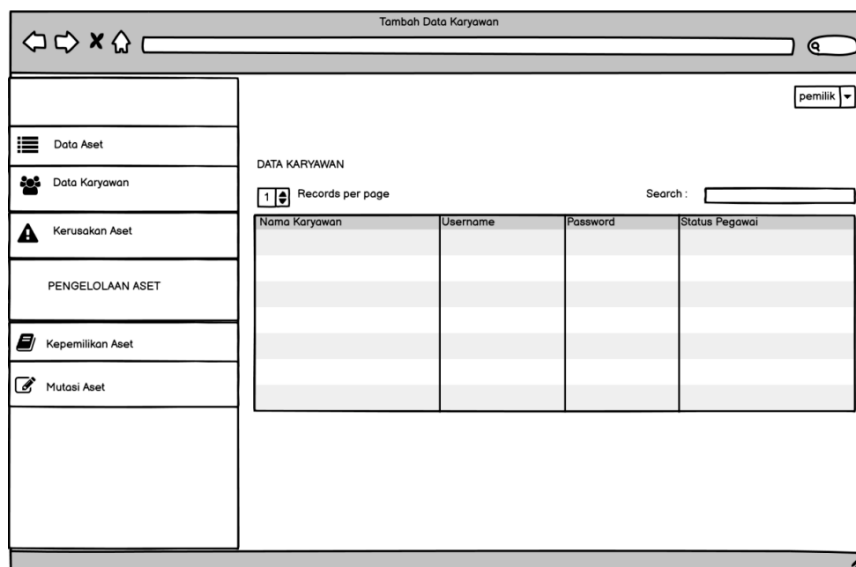 Tambah Data Karyawan
pemilik
Data Aset
Data Karyawan
Kerusakan Aset
PENGELOLAAN ASET
Kepemilikan Aset
Mutasi Aset
DATA KARYAWAN
1 Records per page Search :
Nama Karyawan Username Password Status Pegawai